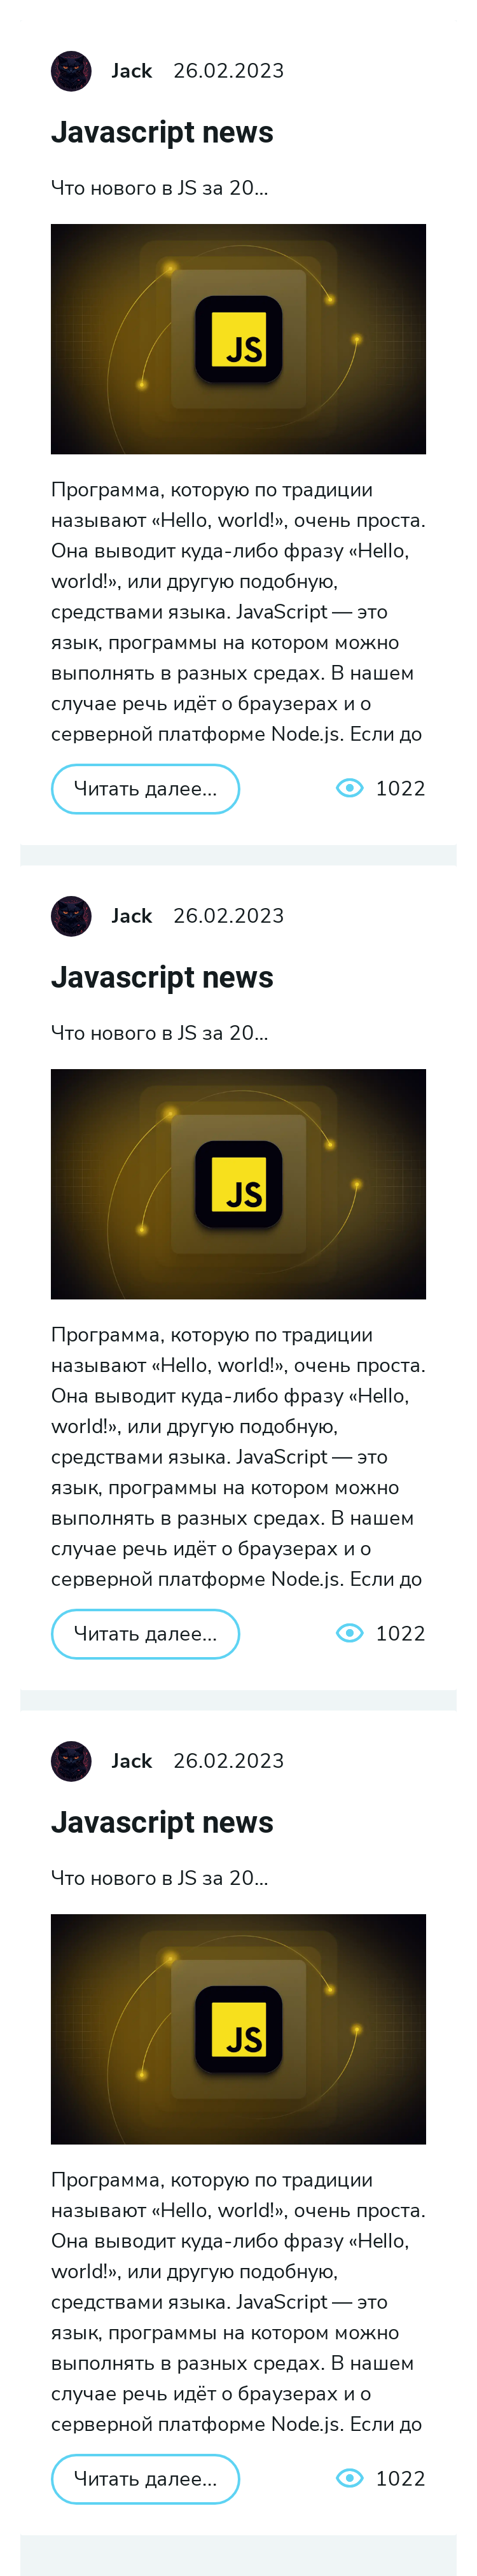 Jack 26.02.2023
Javascript news
Что нового в JS за 20...
JS
Программа, которую по традиции
называют «Hello, world!», очень проста.
Она выводит куда-либо фразу «Hello,
world!», или другую подобную,
средствами языка. JavaScript — это
язык, программы на котором можно
выполнять в разных средах. В нашем
случае речь идёт о браузерах и о
серверной платформе Node.js. Если до
Читать далее... 1022
Jack 26.02.2023
Javascript news
Что нового в JS за 20...
JS
Программа, которую по традиции
называют «Hello, world!», очень проста.
Она выводит куда-либо фразу «Hello,
world!», или другую подобную,
средствами языка. JavaScript — это
язык, программы на котором можно
выполнять в разных средах. В нашем
случае речь идёт о браузерах и о
серверной платформе Node.js. Если до
Читать далее... 1022
Jack 26.02.2023
Javascript news
Что нового в JS за 20...
JS
Программа, которую по традиции
называют «Hello, world!», очень проста.
Она выводит куда-либо фразу «Hello,
world!», или другую подобную,
средствами языка. JavaScript — это
язык, программы на котором можно
выполнять в разных средах. В нашем
случае речь идёт о браузерах и о
серверной платформе Node.js. Если до
Читать далее... 1022